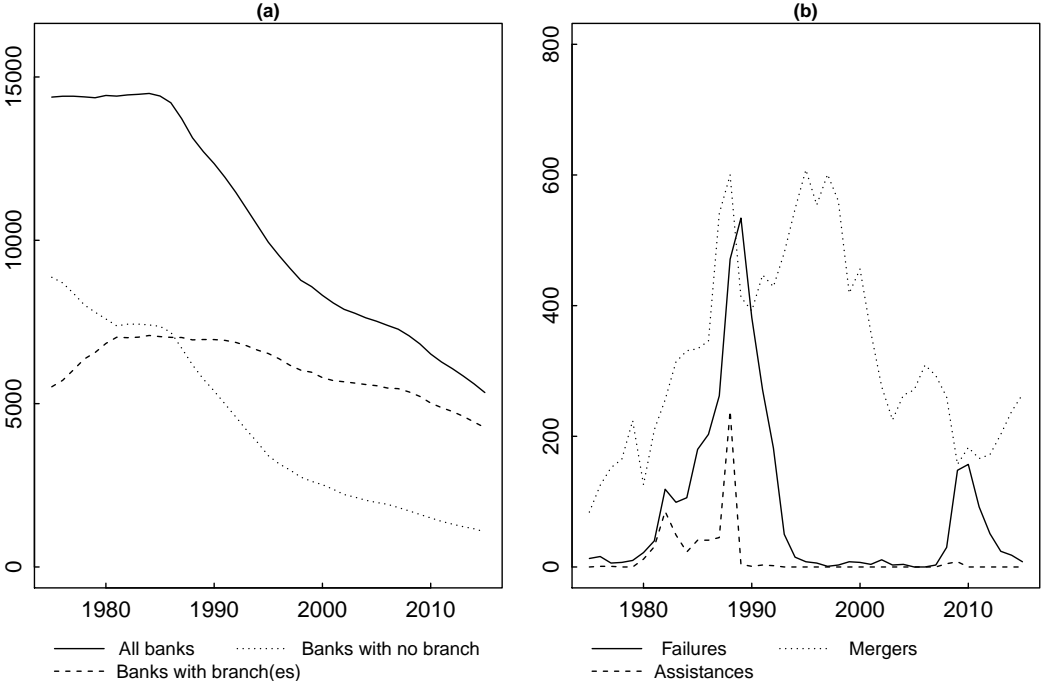 (a)
15000
10000
5000
0
1980 1990 2000 2010
All banks Banks with no branch
Banks with branch(es)
(b)
800
600
400
200
0
1980 1990 2000 2010
Failures Mergers
Assistances